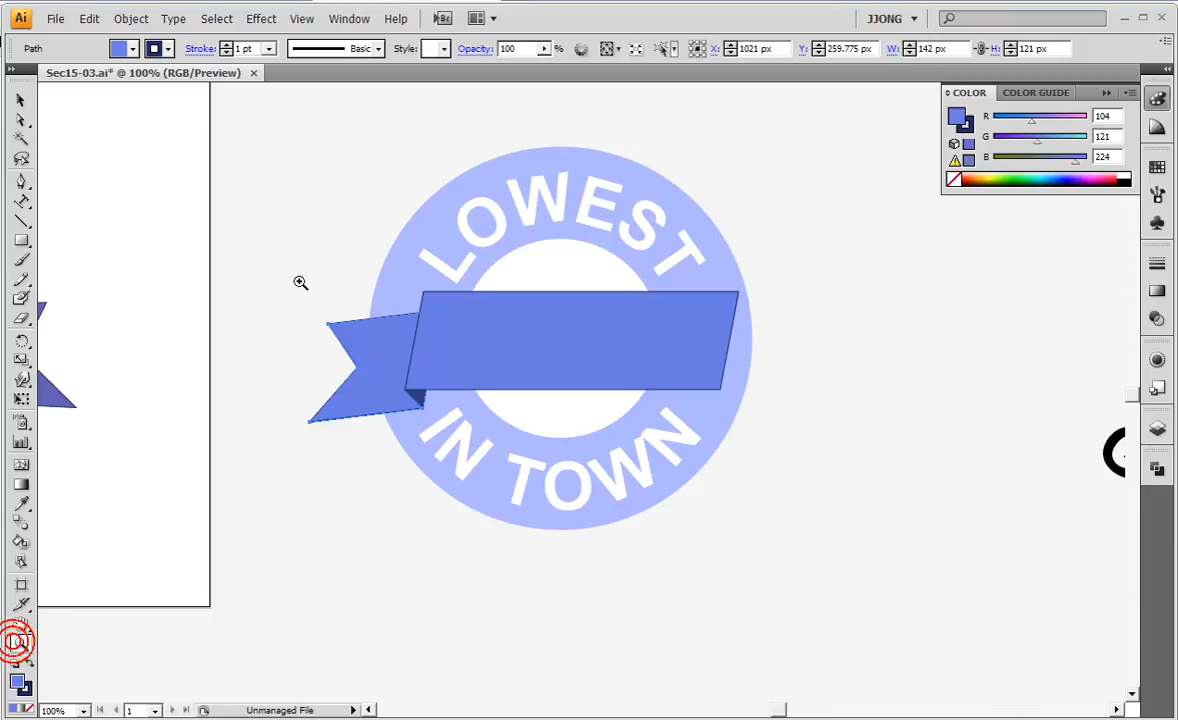 Ai File Edit Object Type Select Effect View Window Help Br JJONG
Path Stroke: 1 pt Basic Style: Opacity: 100 % X: 1021 px Y: 259.775 px W: 142 px H: 121 px
Sec15-03.ai* @ 100% (RGB/Preview)
COLOR COLOR GUIDE
R 104
G 121
B 224
LOWEST
IN TOWN
100% 1 Unmanaged File